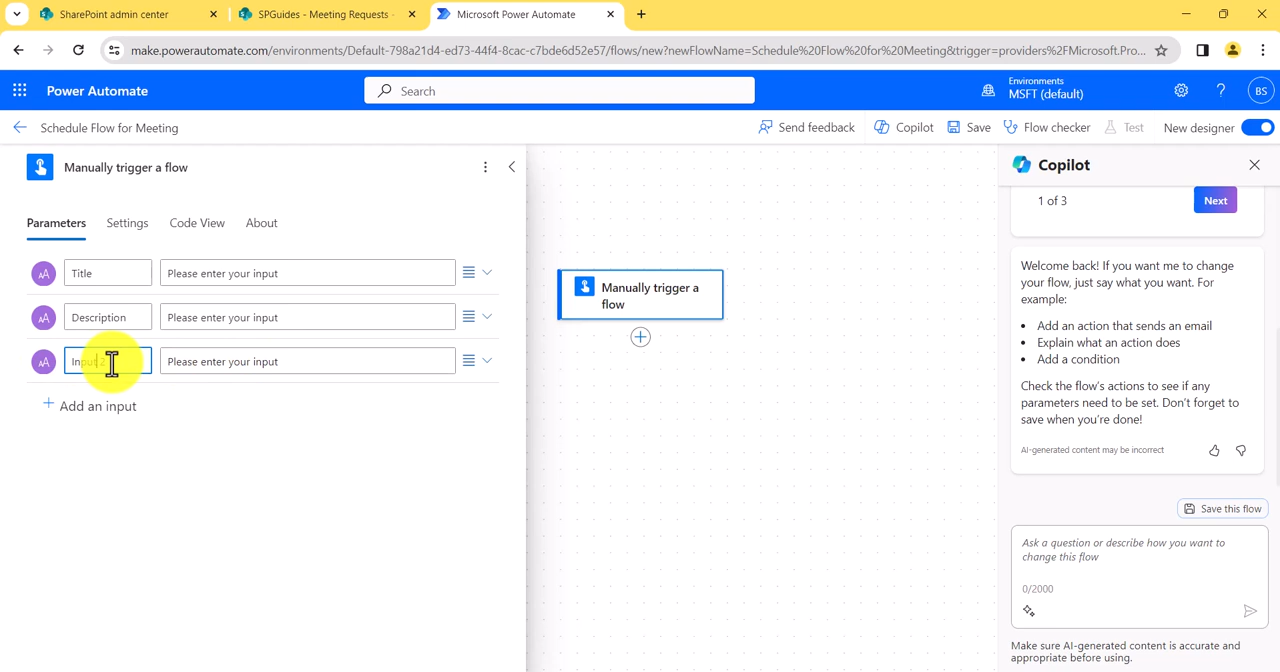 SharePoint admin center
SPGuides - Meeting Requests -
Microsoft Power Automate
make.powerautomate.com/environments/Default-798a21d4-ed73-44f4-8cac-c7bde6d52e57/flows/new?newFlowName=Schedule%20Flow%20for%20Meeting&trigger=providers%2FMicrosoft.Pro...
Power Automate
Search
Environments
MSFT (default)
?
BS
Schedule Flow for Meeting
Send feedback
Copilot
Save
Flow checker
Test
New designer
Manually trigger a flow
Parameters
Settings
Code View
About
AA
Title
Please enter your input
AA
Description
Please enter your input
AA
Input 2
Please enter your input
+ Add an input
Manually trigger a
flow
Copilot
1 of 3
Next
Welcome back! If you want me to change
your flow, just say what you want. For
example:
• Add an action that sends an email
• Explain what an action does
• Add a condition
Check the flow's actions to see if any
parameters need to be set. Don't forget to
save when you're done!
AI-generated content may be incorrect
Save this flow
Ask a question or describe how you want to
change this flow
0/2000
Make sure AI-generated content is accurate and
appropriate before using.